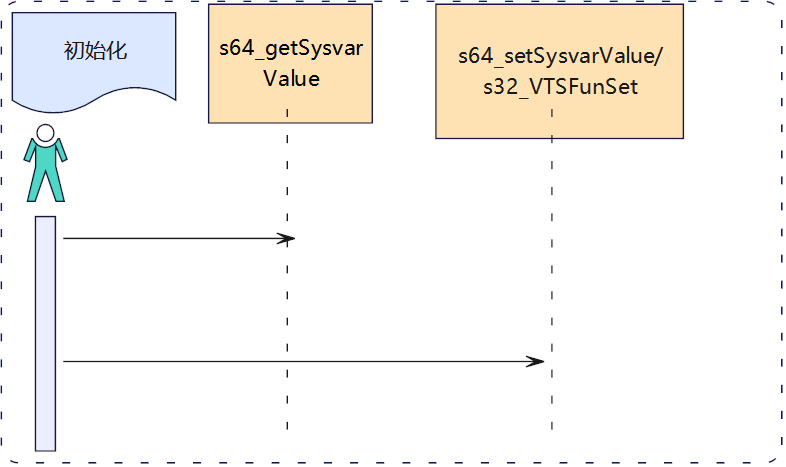 初始化
s64_getSysvar
Value
s64_setSysvarValue/
s32_VTSFunSet